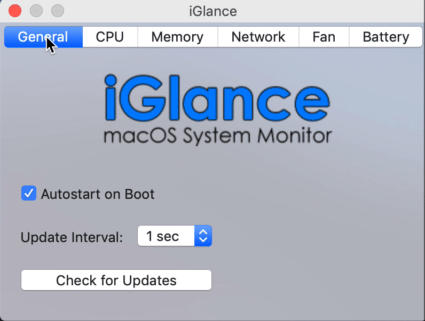 iGlance
General CPU Memory Network Fan Battery
iGlance
macOS System Monitor
Autostart on Boot
Update Interval: 1 sec
Check for Updates